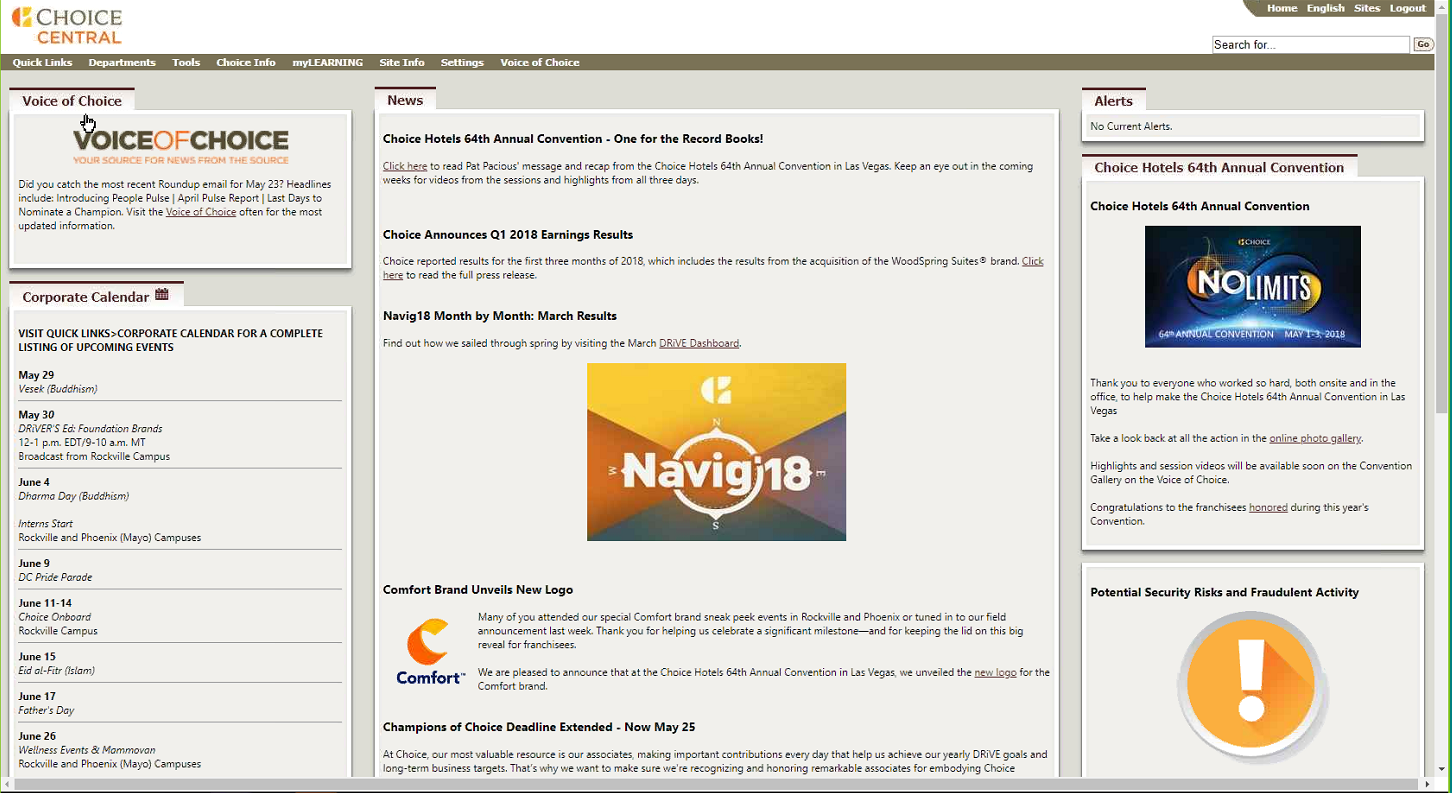 CHOICE
CENTRAL
Home English Sites Logout
Search for... Go
Quick Links Departments Tools Choice Info myLEARNING Site Info Settings Voice of Choice
Voice of Choice
VOICEOFCHOICE
YOUR SOURCE FOR NEWS FROM THE SOURCE
Did you catch the most recent Roundup email for May 23? Headlines
include: Introducing People Pulse | April Pulse Report | Last Days to
Nominate a Champion. Visit the Voice of Choice often for the most
updated information.
Corporate Calendar
VISIT QUICK LINKS>CORPORATE CALENDAR FOR A COMPLETE
LISTING OF UPCOMING EVENTS
May 29
Vesek (Buddhism)
May 30
DRiVER'S Ed: Foundation Brands
12-1 p.m. EDT/9-10 a.m. MT
Broadcast from Rockville Campus
June 4
Dharma Day (Buddhism)
Interns Start
Rockville and Phoenix (Mayo) Campuses
June 9
DC Pride Parade
June 11-14
Choice Onboard
Rockville Campus
June 15
Eid al-Fitr (Islam)
June 17
Father's Day
June 26
Wellness Events & Mammovan
Rockville and Phoenix (Mayo) Campuses
News
Choice Hotels 64th Annual Convention - One for the Record Books!
Click here to read Pat Pacious' message and recap from the Choice Hotels 64th Annual Convention in Las Vegas. Keep an eye out in the coming
weeks for videos from the sessions and highlights from all three days.
Choice Announces Q1 2018 Earnings Results
Choice reported results for the first three months of 2018, which includes the results from the acquisition of the WoodSpring Suites® brand. Click
here to read the full press release.
Navig18 Month by Month: March Results
Find out how we sailed through spring by visiting the March DRiVE Dashboard.
N
W Navig18 E
S
Comfort Brand Unveils New Logo
Comfort™
Many of you attended our special Comfort brand sneak peek events in Rockville and Phoenix or tuned in to our field
announcement last week. Thank you for helping us celebrate a significant milestone—and for keeping the lid on this big
reveal for franchisees.
We are pleased to announce that at the Choice Hotels 64th Annual Convention in Las Vegas, we unveiled the new logo for the
Comfort brand.
Champions of Choice Deadline Extended - Now May 25
At Choice, our most valuable resource is our associates, making important contributions every day that help us achieve our yearly DRiVE goals and
long-term business targets. That's why we want to make sure we're recognizing and honoring remarkable associates for embodying Choice
Alerts
No Current Alerts.
Choice Hotels 64th Annual Convention
Choice Hotels 64th Annual Convention
CHOICE
NOLIMITS
64th ANNUAL CONVENTION MAY 1-3, 2018
Thank you to everyone who worked so hard, both onsite and in the
office, to help make the Choice Hotels 64th Annual Convention in Las
Vegas
Take a look back at all the action in the online photo gallery.
Highlights and session videos will be available soon on the Convention
Gallery on the Voice of Choice.
Congratulations to the franchisees honored during this year's
Convention.
Potential Security Risks and Fraudulent Activity